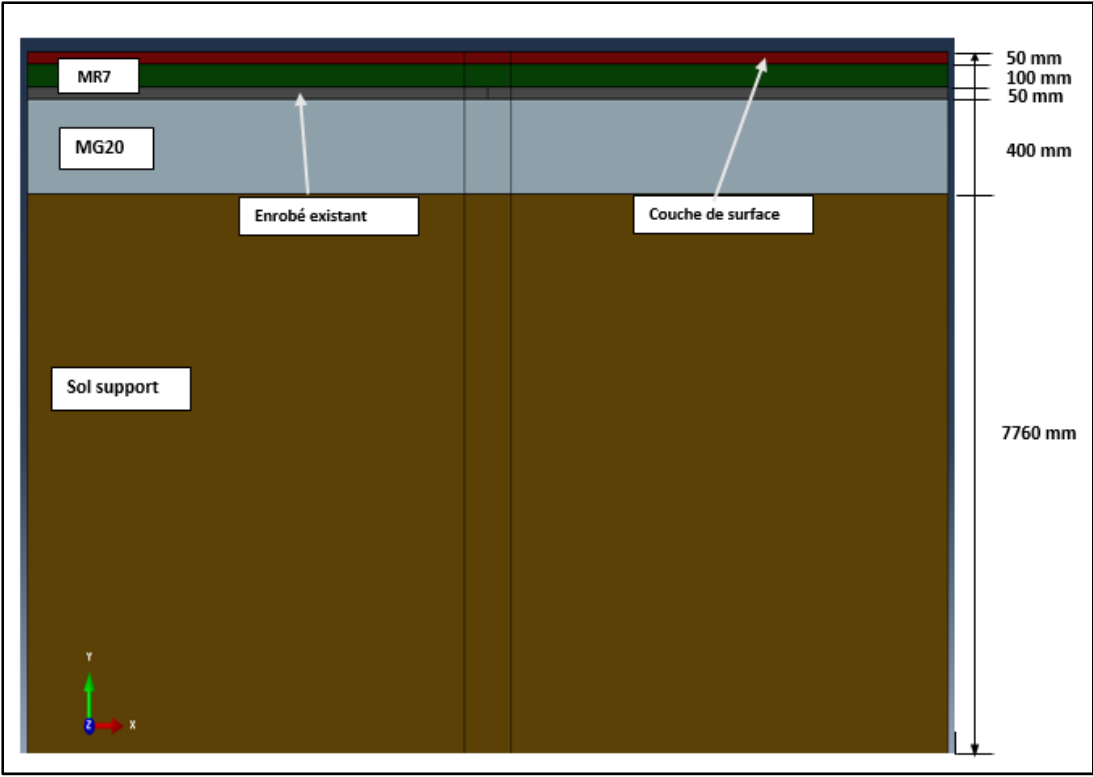 50 mm
MR7
100 mm
50 mm
MG20
400 mm
Enrobé existant
Couche de surface
Sol support
7760 mm
Y
Z
X